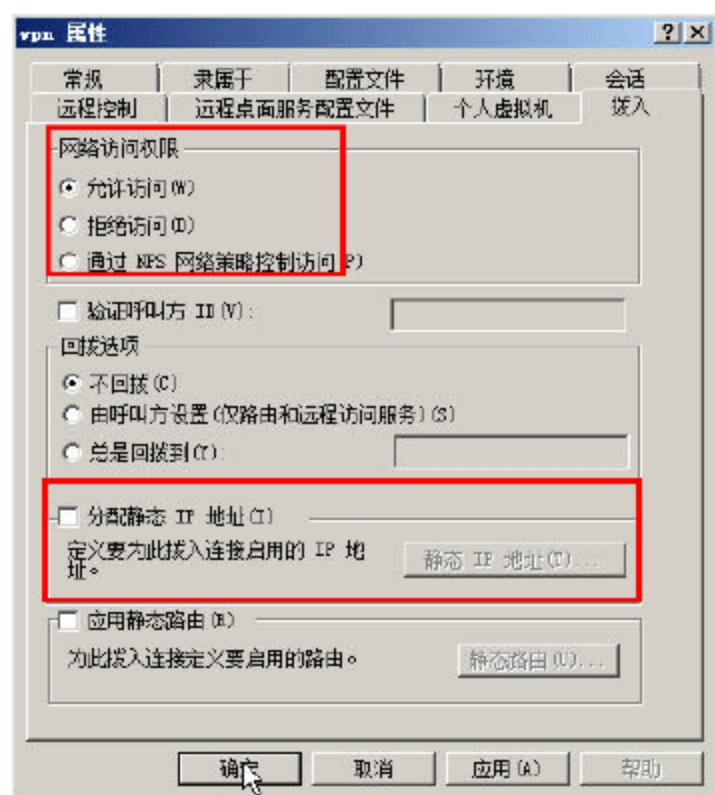 vpn 属性
常规 隶属于 配置文件 环境 会话
远程控制 远程桌面服务配置文件 个人虚拟机 拨入
网络访问权限
允许访问(W)
拒绝访问(D)
通过 NPS 网络策略控制访问(P)
验证呼叫方 ID(V):
回拨选项
不回拨(C)
由呼叫方设置(仅路由和远程访问服务)(S)
总是回拨到(Y):
分配静态 IP 地址(I)
定义要为此拨入连接启用的 IP 地
址。
静态 IP 地址(T)...
应用静态路由(R)
为此拨入连接定义要启用的路由。
静态路由(U)...
确定 取消 应用(A) 帮助